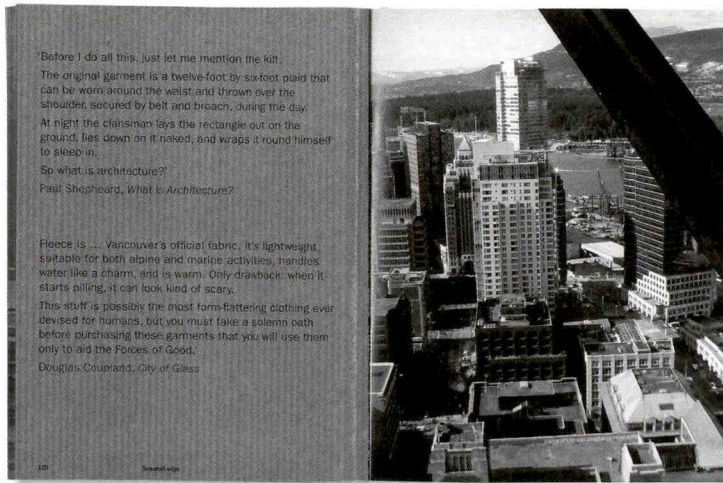 'Before I do all this, just let me mention the kilt.
The original garment is a twelve-foot by six-foot plaid that
can be worn around the waist and thrown over the
shoulder, secured by belt and broach, during the day.
At night the clansman lays the rectangle out on the
ground, lies down on it naked, and wraps it round himself
to sleep in.
So what is architecture?'
Paul Shepheard, What is Architecture?
Fleece is ... Vancouver's official fabric. It's lightweight,
suitable for both alpine and marine activities, handles
water like a charm, and is warm. Only drawback: when it
starts pilling, it can look kind of scary.
This stuff is possibly the most form-flattering clothing ever
devised for humans, but you must take a solemn oath
before purchasing these garments that you will use them
only to aid the Forces of Good.
Douglas Coupland, City of Glass
120